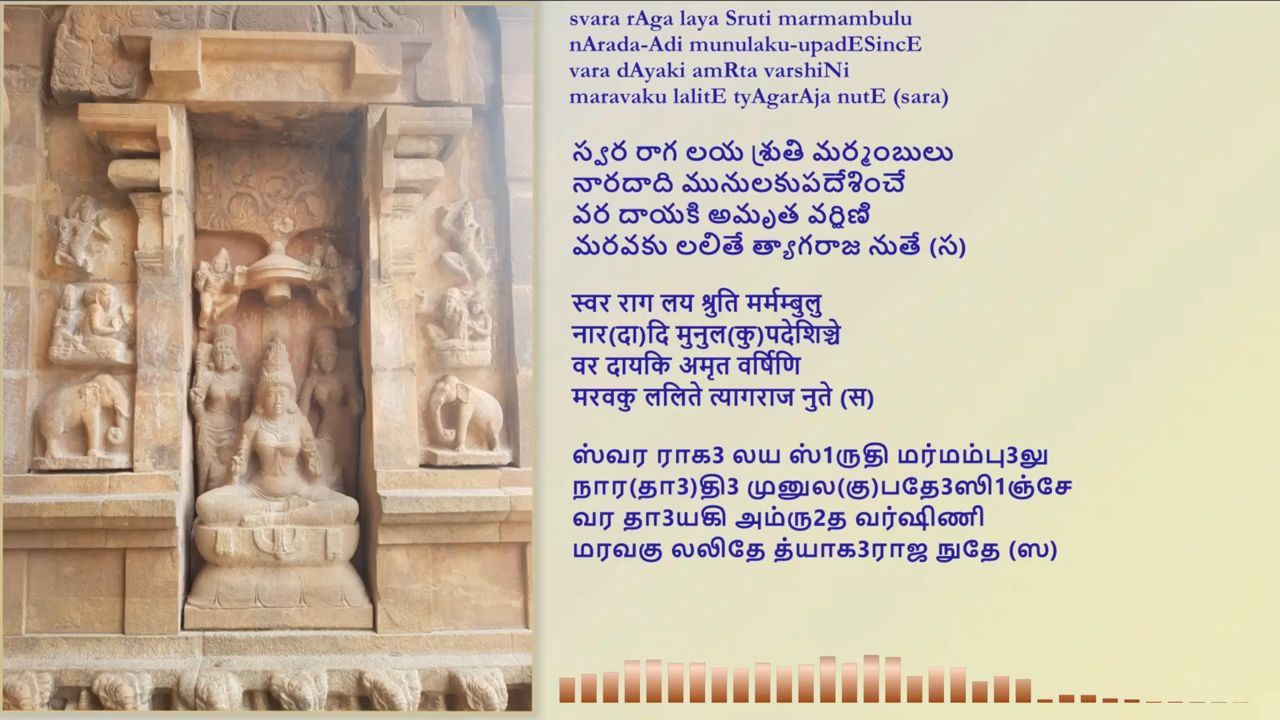 svara rAga laya Sruti marmambulu
nArada-Adi munulaku-upadESincE
vara dAyaki amRta varshiNi
maravaku lalitE tyAgarAja nutE (sara)
స్వర రాగ లయ శ్రుతి మర్మంబులు
నారదాది మునులకుపదేశించే
వర దాయకి అమృత వర్షిణి
మరవకు లలితే త్యాగరాజ నుతే (స)
स्वर राग लय श्रुति मर्मम्बुलु
नार(दा)दि मुनुल(कु)पदेशिञ्चे
वर दायकि अमृत वर्षिणि
मरवकु ललिते त्यागराज नुते (स)
ஸ்வர ராக3 லய ஸ்1ருதி மர்மம்பு3லு
நார(தா3)தி3 முனுல(கு)பதே3ஸி1ஞ்சே
வர தா3யகி அம்ரு2த வர்ஷிணி
மரவகு லலிதே த்யாக3ராஜ நுதே (ஸ)